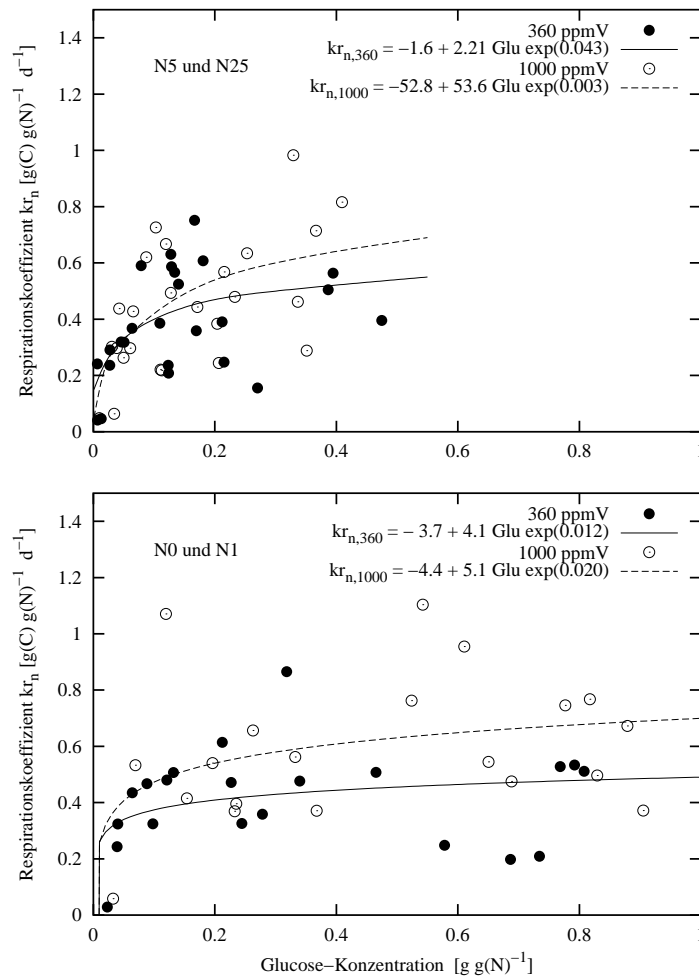 1.4
1.2
1
0.8
0.6
0.4
0.2
0
0 0.2 0.4 0.6 0.8 1
Respirationskoeffizient kr_n [g(C) g(N)^−1 d^−1]
N5 und N25
360 ppmV
kr_n,360 = −1.6 + 2.21 Glu exp(0.043)
1000 ppmV
kr_n,1000 = −52.8 + 53.6 Glu exp(0.003)
1.4
1.2
1
0.8
0.6
0.4
0.2
0
0 0.2 0.4 0.6 0.8 1
Respirationskoeffizient kr_n [g(C) g(N)^−1 d^−1]
N0 und N1
360 ppmV
kr_n,360 = − 3.7 + 4.1 Glu exp(0.012)
1000 ppmV
kr_n,1000 = −4.4 + 5.1 Glu exp(0.020)
Glucose−Konzentration [g g(N)^−1]